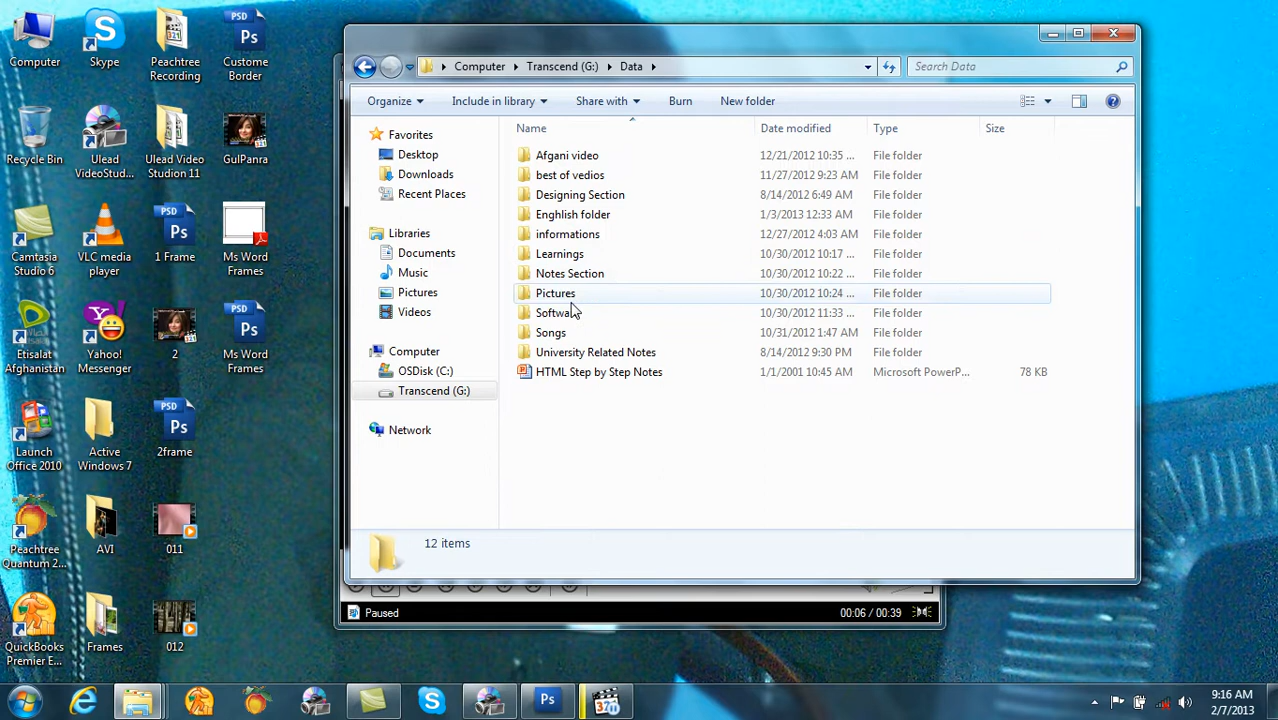 Computer
Skype
Peachtree
Recording
Custome
Border
Recycle Bin
Ulead
VideoStud...
Ulead Video
Studion 11
GulPanra
Camtasia
Studio 6
VLC media
player
1 Frame
Ms Word
Frames
Etisalat
Afghanistan
Yahoo!
Messenger
2
Ms Word
Frames
Launch
Office 2010
Active
Windows 7
2frame
Peachtree
Quantum 2...
AVI
011
QuickBooks
Premier E...
Frames
012
Computer Transcend (G:) Data
Search Data
Organize Include in library Share with Burn New folder
Name Date modified Type Size
Favorites
Desktop
Downloads
Recent Places
Libraries
Documents
Music
Pictures
Videos
Computer
OSDisk (C:)
Transcend (G:)
Network
Afgani video 12/21/2012 10:35 ... File folder
best of vedios 11/27/2012 9:23 AM File folder
Designing Section 8/14/2012 6:49 AM File folder
Enghlish folder 1/3/2013 12:33 AM File folder
informations 12/27/2012 4:03 AM File folder
Learnings 10/30/2012 10:17 ... File folder
Notes Section 10/30/2012 10:22 ... File folder
Pictures 10/30/2012 10:24 ... File folder
Software 10/30/2012 11:33 ... File folder
Songs 10/31/2012 1:47 AM File folder
University Related Notes 8/14/2012 9:30 PM File folder
HTML Step by Step Notes 1/1/2001 10:45 AM Microsoft PowerP... 78 KB
12 items
Paused 00:06 / 00:39
9:16 AM
2/7/2013